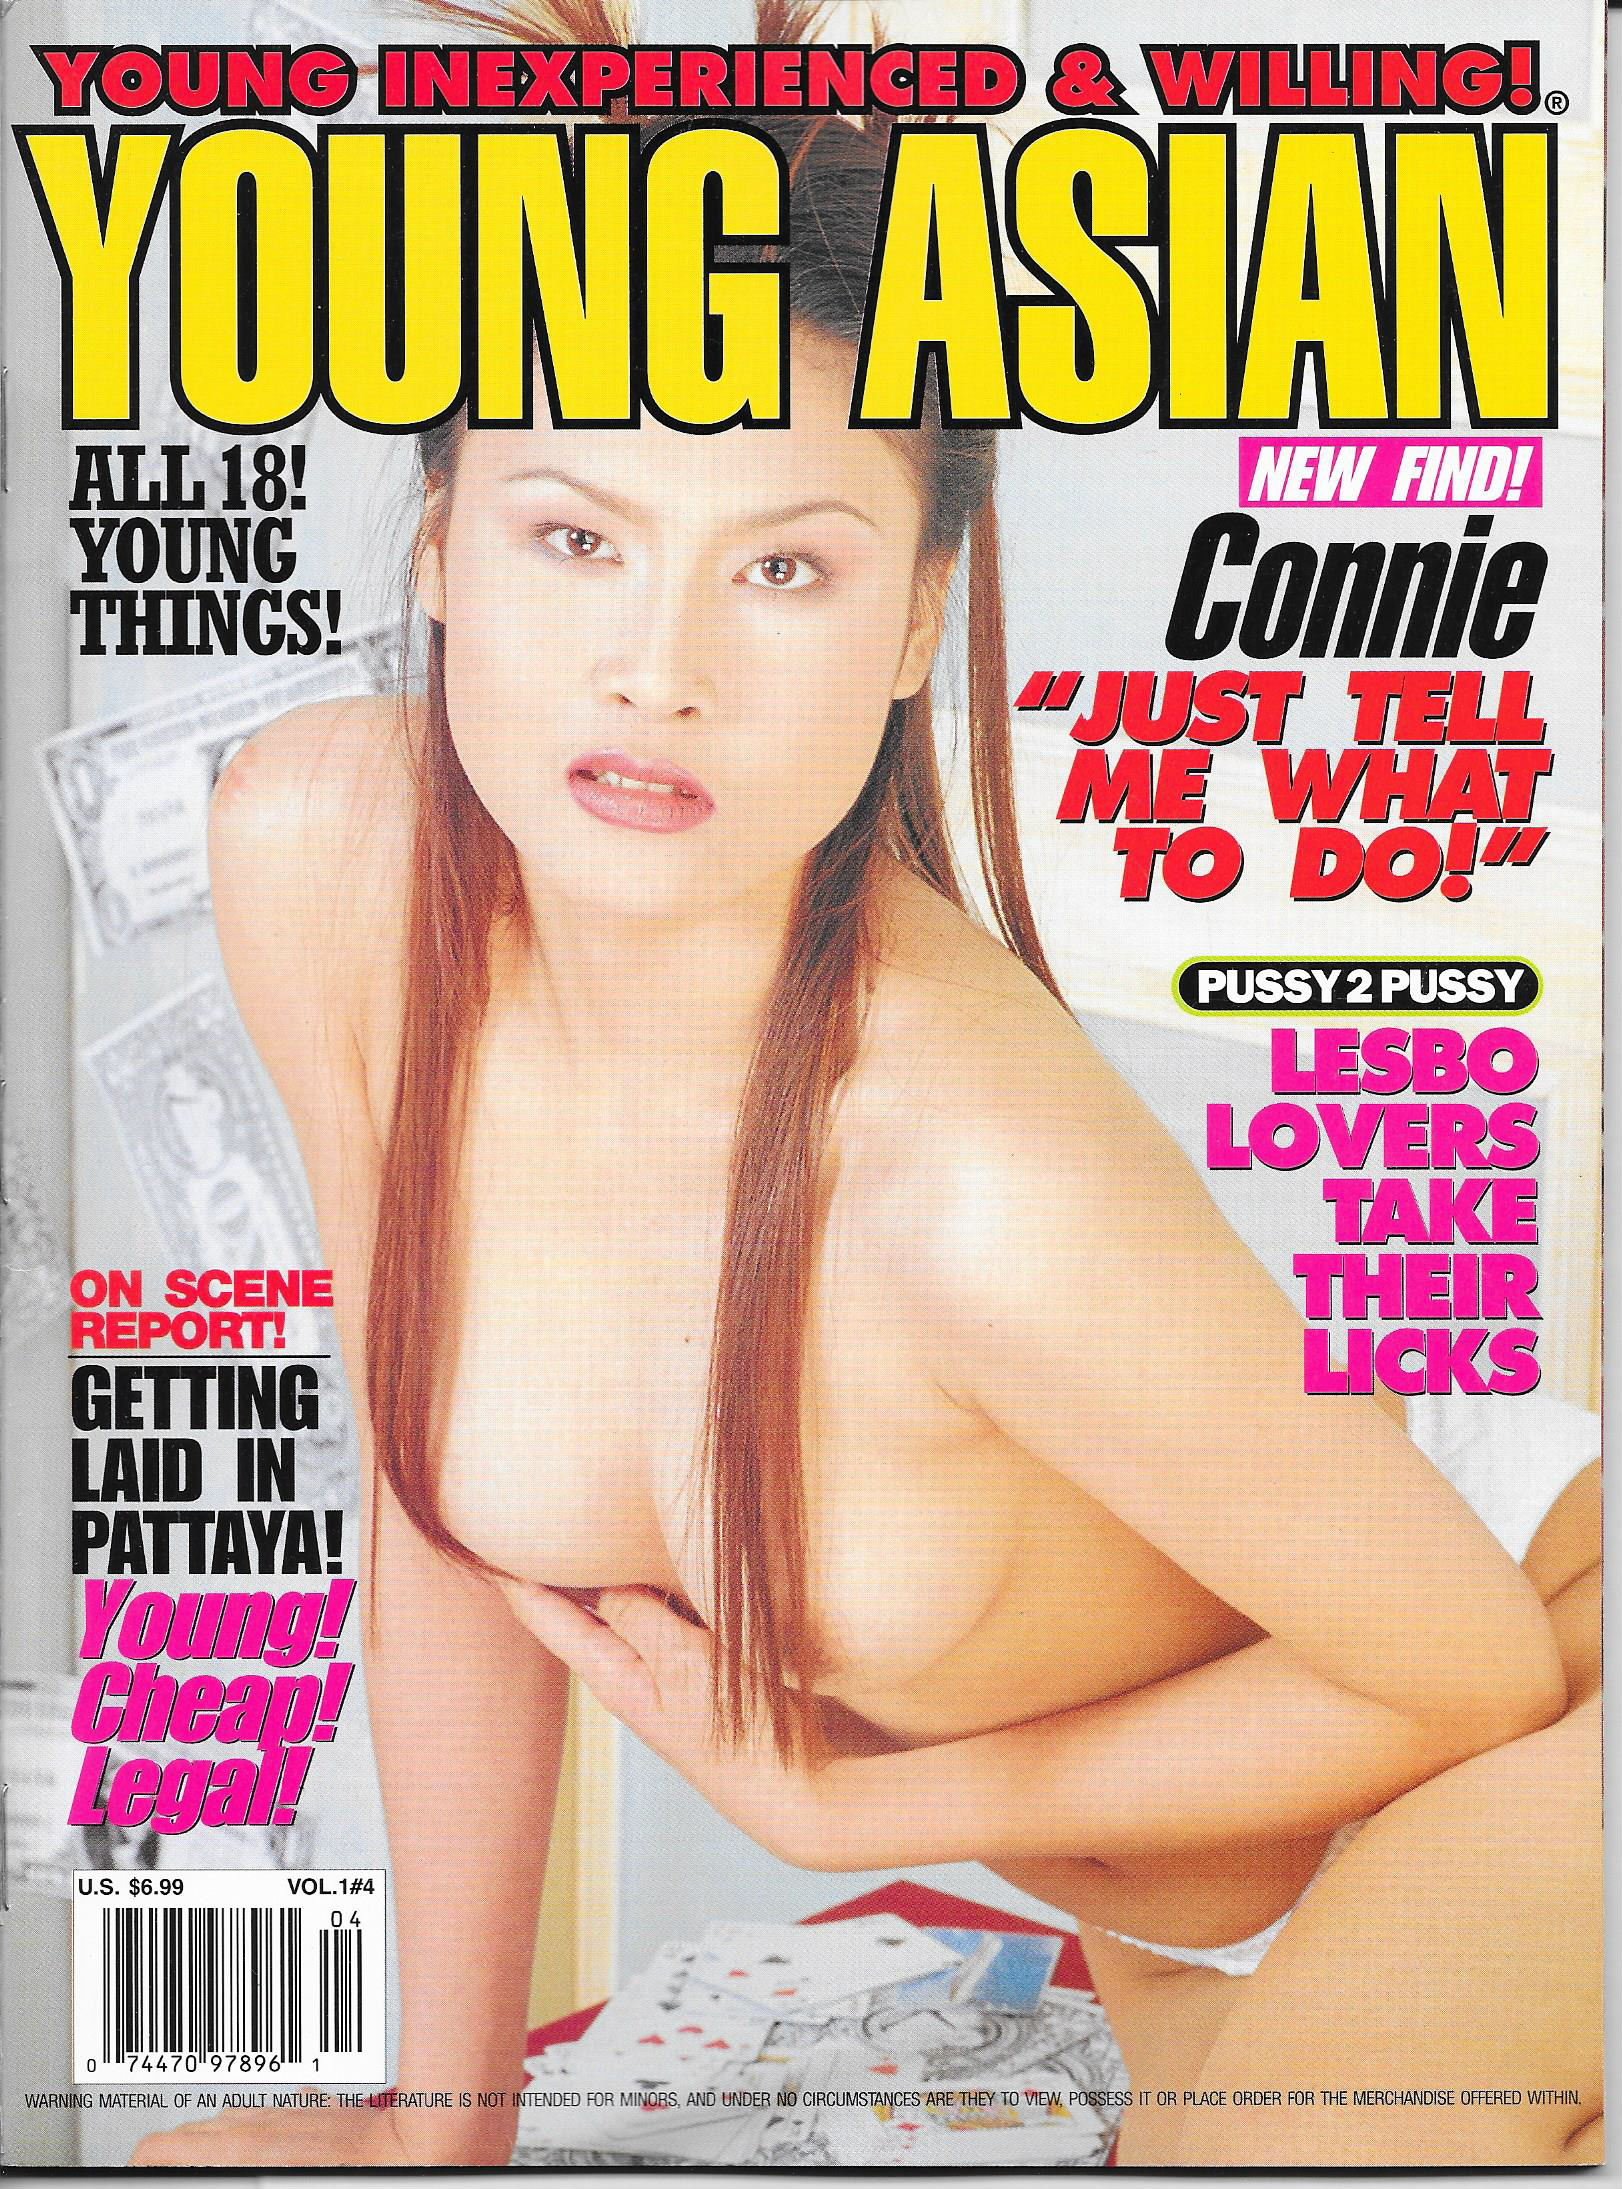 YOUNG INEXPERIENCED & WILLING!®
YOUNG ASIAN
ALL 18!
YOUNG
THINGS!
NEW FIND!
Connie
"JUST TELL
ME WHAT
TO DO!"
PUSSY 2 PUSSY
LESBO
LOVERS
TAKE
THEIR
LICKS
ON SCENE
REPORT!
GETTING
LAID IN
PATTAYA!
Young!
Cheap!
Legal!
U.S. $6.99 VOL.1#4
04
0 74470 97896 1
WARNING MATERIAL OF AN ADULT NATURE: THE LITERATURE IS NOT INTENDED FOR MINORS, AND UNDER NO CIRCUMSTANCES ARE THEY TO VIEW, POSSESS IT OR PLACE ORDER FOR THE MERCHANDISE OFFERED WITHIN.